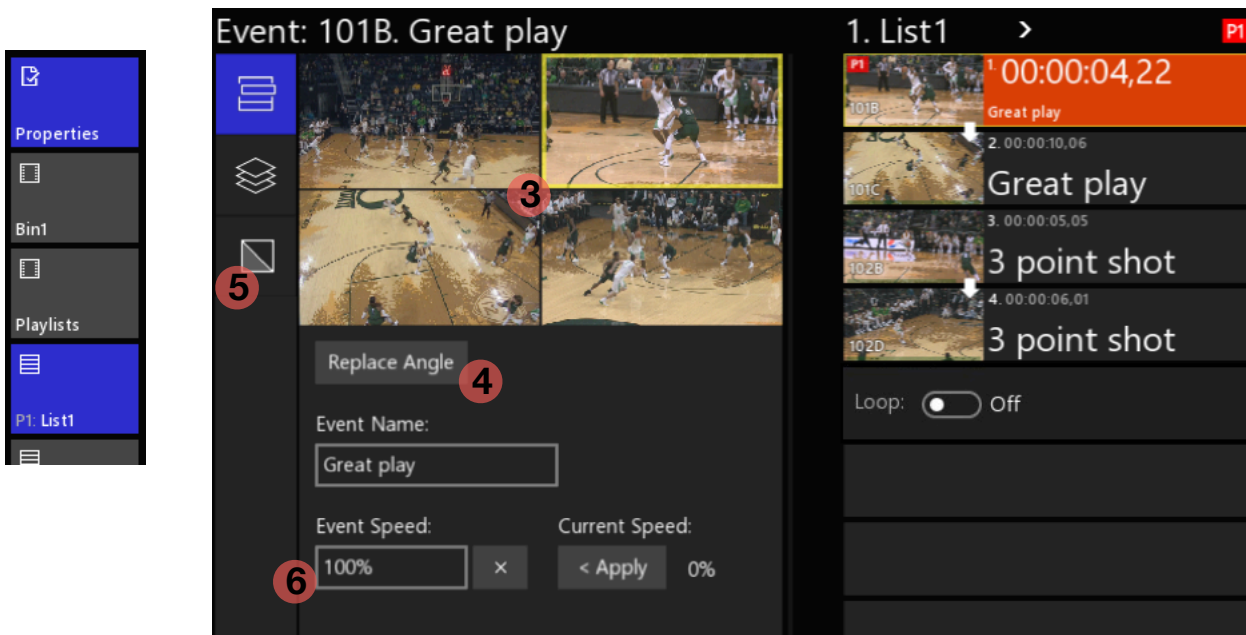 Properties
Bin1
Playlists
P1: List1
Event: 101B. Great play
3
5
Replace Angle
4
Event Name:
Great play
Event Speed:
Current Speed:
100%
×
< Apply
0%
6
1. List1 >
P1
P1
101B
1. 00:00:04,22
Great play
101C
2. 00:00:10,06
Great play
102B
3. 00:00:05,05
3 point shot
102D
4. 00:00:06,01
3 point shot
Loop:
Off